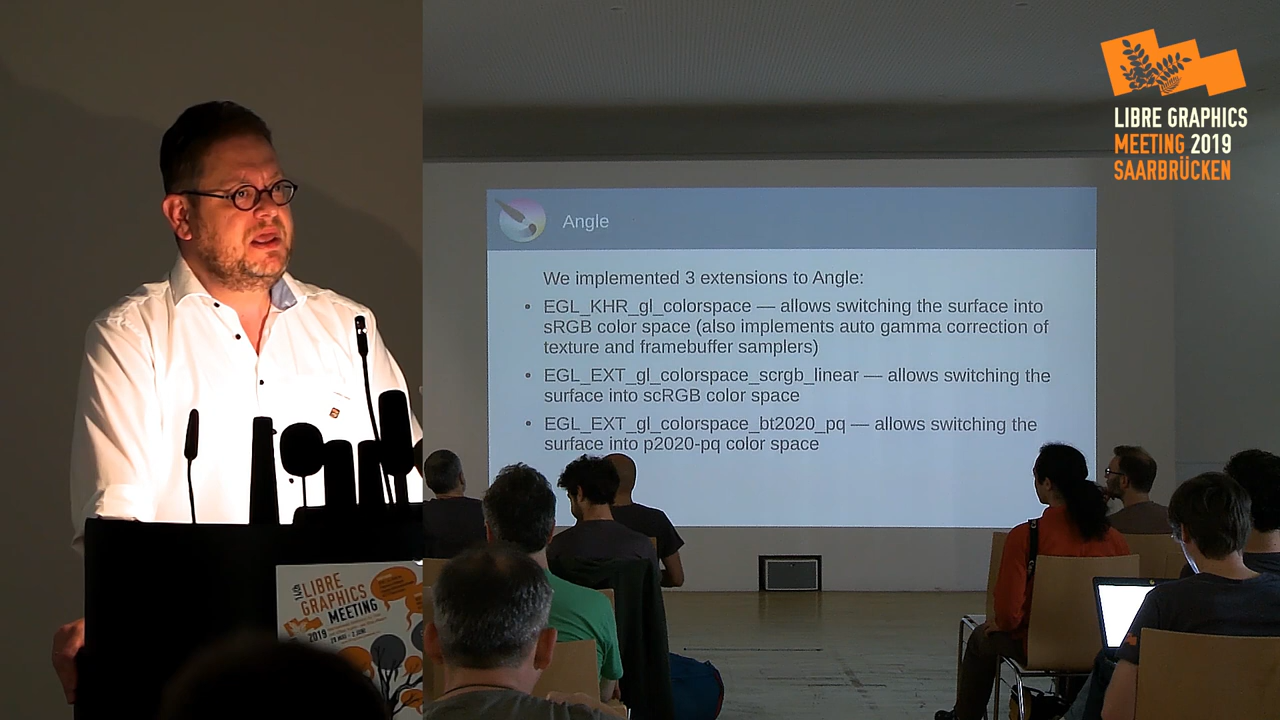 LIBRE GRAPHICS
MEETING 2019
SAARBRÜCKEN
Angle
We implemented 3 extensions to Angle:
• EGL_KHR_gl_colorspace — allows switching the surface into
sRGB color space (also implements auto gamma correction of
texture and framebuffer samplers)
• EGL_EXT_gl_colorspace_scrgb_linear — allows switching the
surface into scRGB color space
• EGL_EXT_gl_colorspace_bt2020_pq — allows switching the
surface into p2020-pq color space
LIBRE
GRAPHICS
MEETING
2019